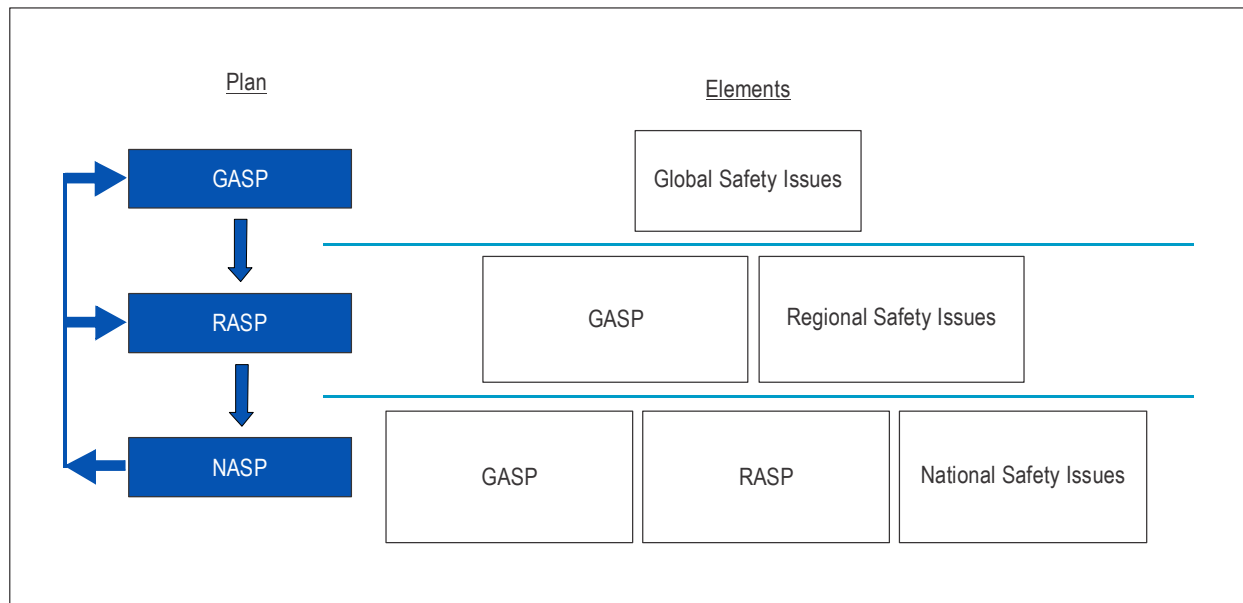 Plan
Elements
GASP
Global Safety Issues
RASP
GASP
Regional Safety Issues
NASP
GASP
RASP
National Safety Issues